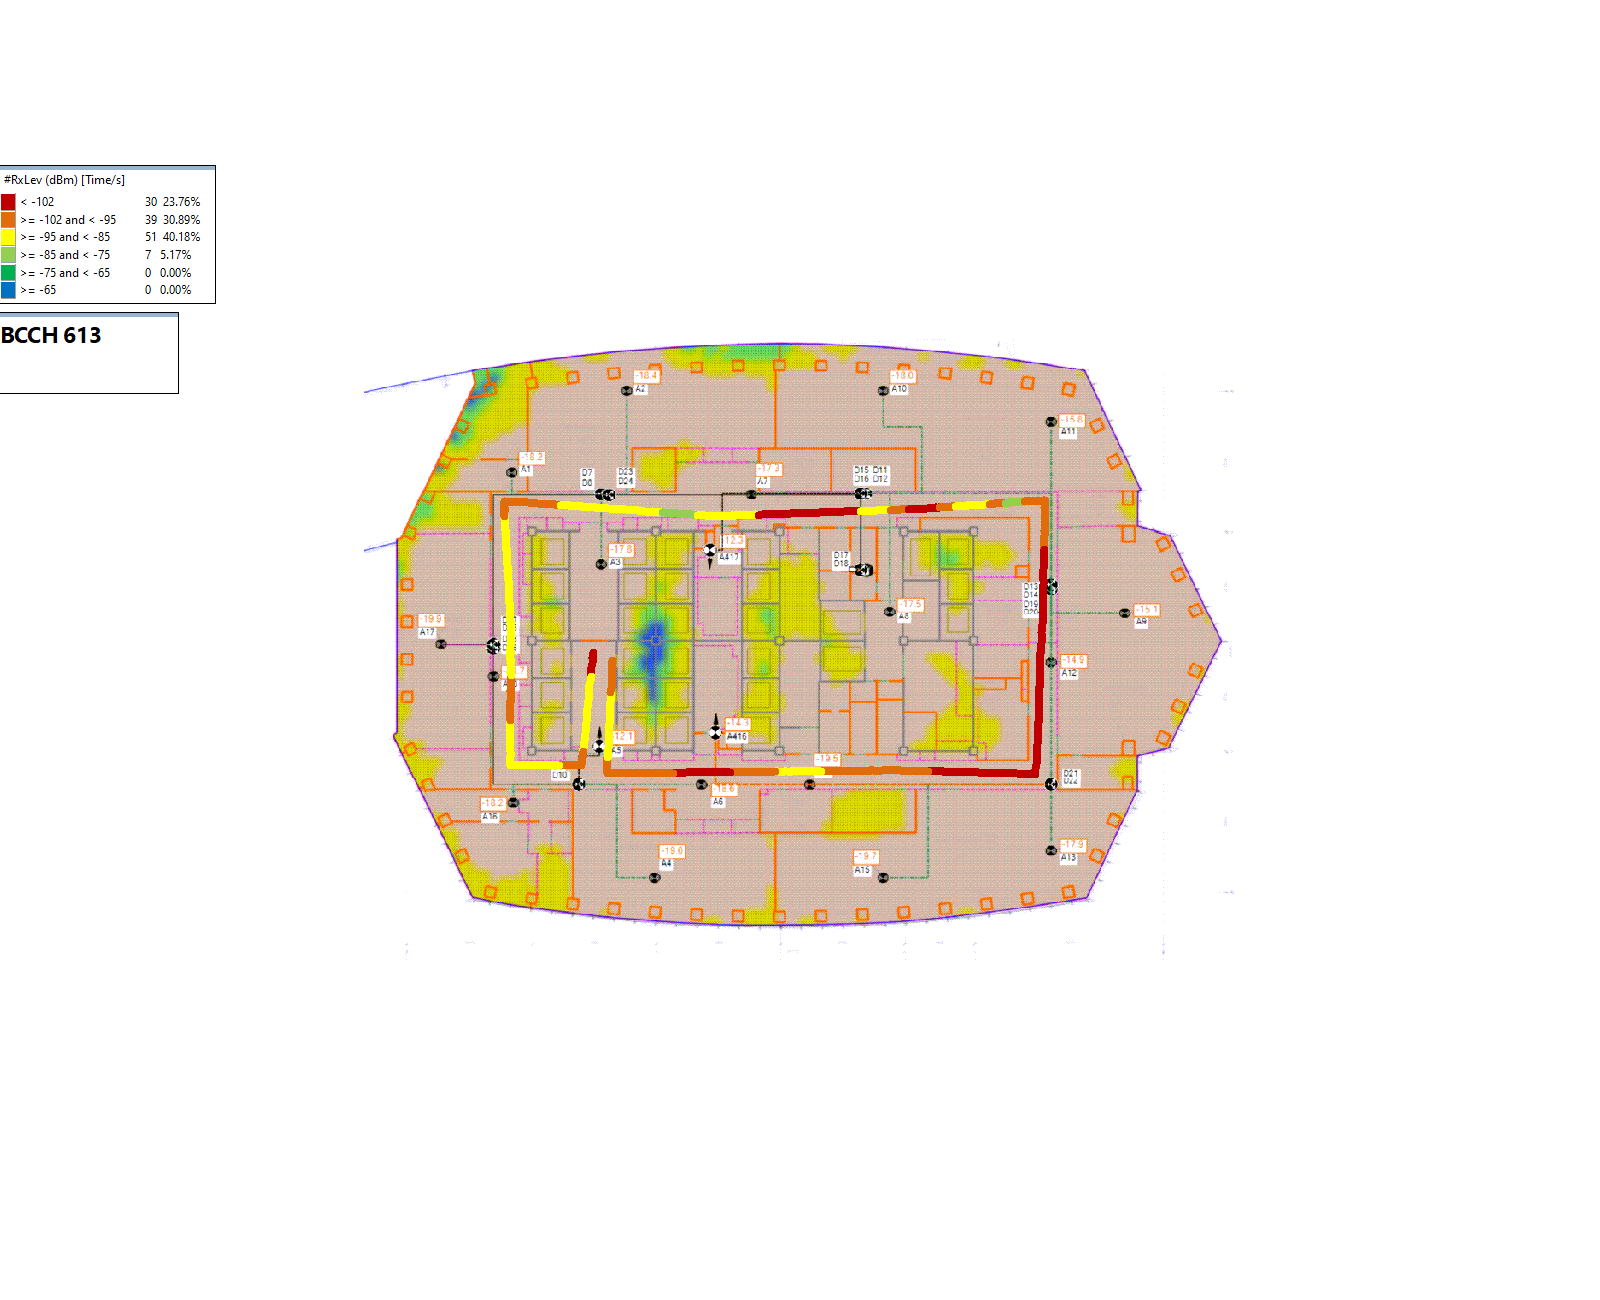 #RxLev (dBm) [Time/s]
< -102 30 23.76%
>= -102 and < -95 39 30.89%
>= -95 and < -85 51 40.18%
>= -85 and < -75 7 5.17%
>= -75 and < -65 0 0.00%
>= -65 0 0.00%
BCCH 613
-18.4
A2
-18.0
A10
-15.8
A11
-18.2
A1
D7
D8
D23
D24
-17.3
A7
D15 D11
D16 D12
-12.3
A417
-17.8
A3
D17
D18
D13
D14
D19
D20
-17.5
A8
-15.1
A9
-19.9
A17
-14.9
A12
-14.3
A416
A5
D10
-18.6
A6
D21
D22
-18.2
A16
-19.0
A4
-19.7
A15
-17.9
A13